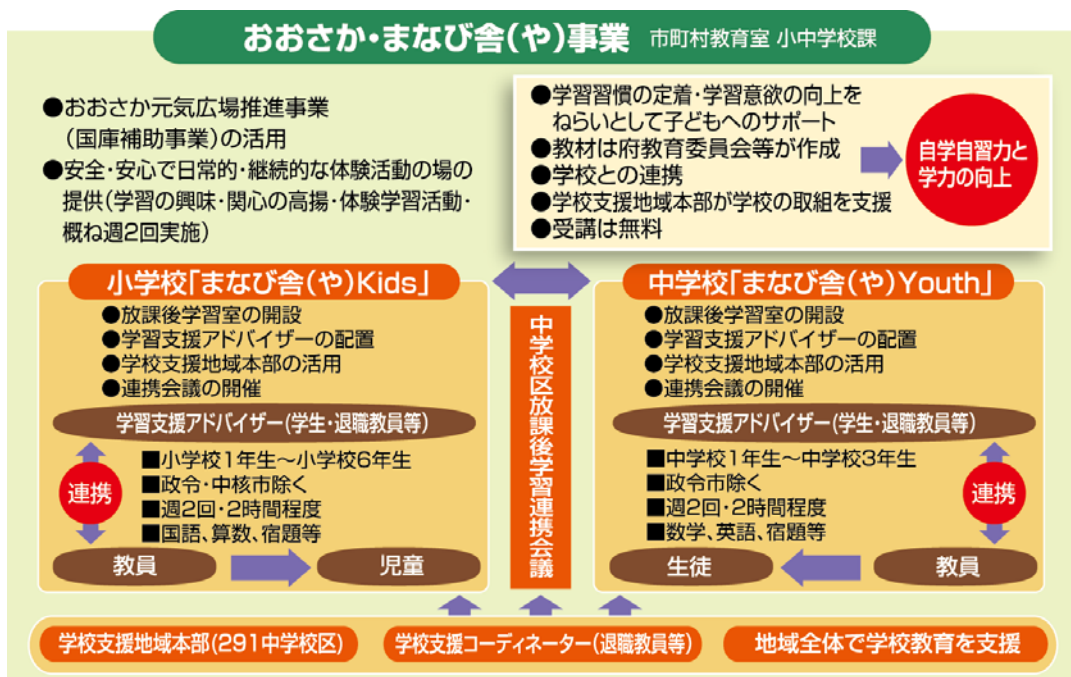 おおさか・まなび舎(や)事業 市町村教育室 小中学校課
●おおさか元気広場推進事業
(国庫補助事業)の活用
●安全・安心で日常的・継続的な体験活動の場の
提供(学習の興味・関心の高揚・体験学習活動・
概ね週2回実施)
●学習習慣の定着・学習意欲の向上を
ねらいとして子どもへのサポート
●教材は府教育委員会等が作成
●学校との連携
●学校支援地域本部が学校の取組を支援
●受講は無料
自学自習力と
学力の向上
小学校「まなび舎(や)Kids」
●放課後学習室の開設
●学習支援アドバイザーの配置
●学校支援地域本部の活用
●連携会議の開催
学習支援アドバイザー(学生・退職教員等)
連携
■小学校1年生～小学校6年生
■政令・中核市除く
■週2回・2時間程度
■国語、算数、宿題等
教員
児童
中学校区放課後学習連携会議
中学校「まなび舎(や)Youth」
●放課後学習室の開設
●学習支援アドバイザーの配置
●学校支援地域本部の活用
●連携会議の開催
学習支援アドバイザー(学生・退職教員等)
■中学校1年生～中学校3年生
■政令市除く
■週2回・2時間程度
■数学、英語、宿題等
連携
生徒
教員
学校支援地域本部(291中学校区)
学校支援コーディネーター(退職教員等)
地域全体で学校教育を支援